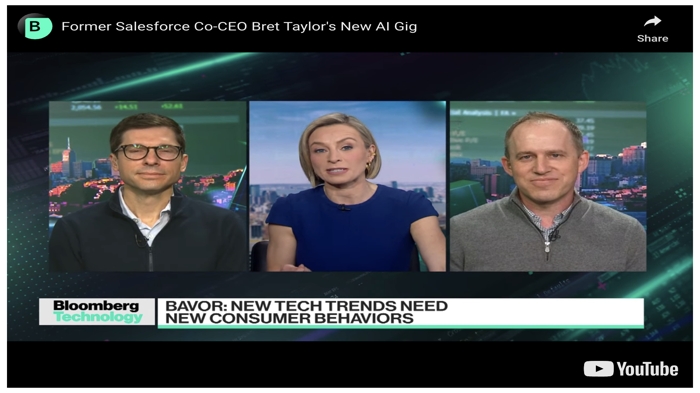 B
Former Salesforce Co-CEO Bret Taylor's New AI Gig
Share
Bloomberg
Technology
BAVOR: NEW TECH TRENDS NEED
NEW CONSUMER BEHAVIORS
YouTube